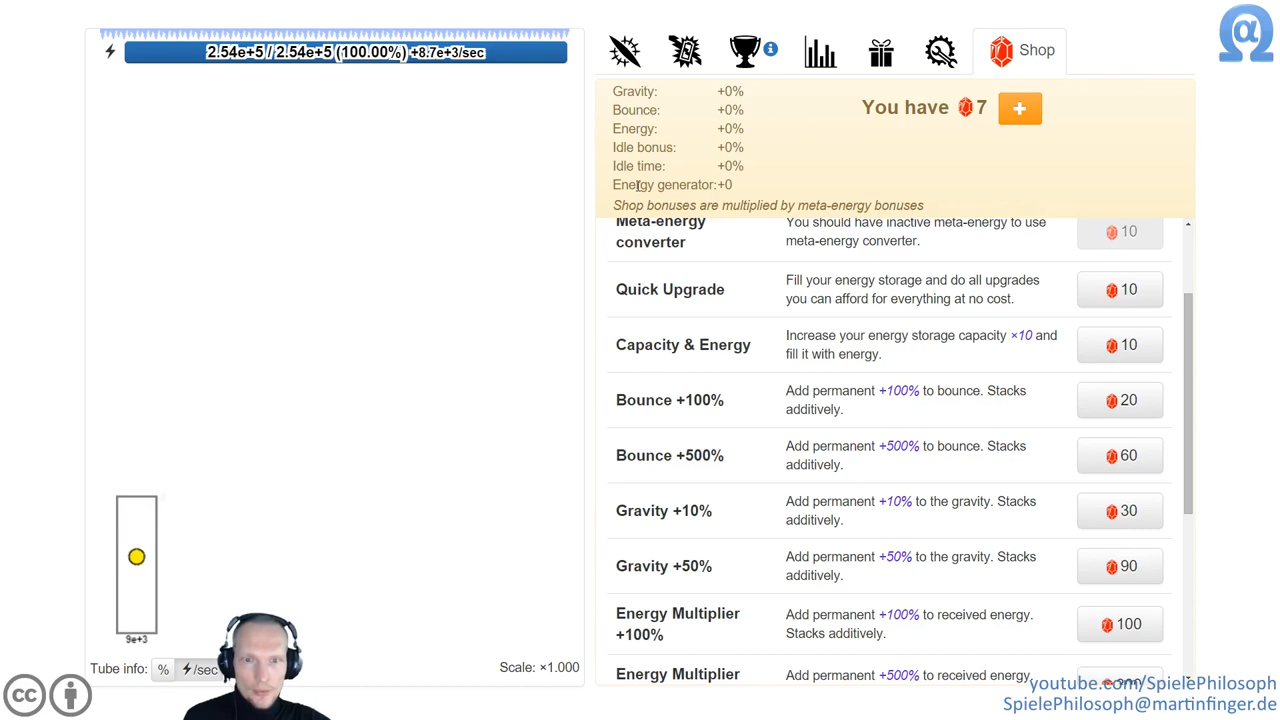 2.54e+5 / 2.54e+5 (100.00%) +8.7e+3/sec
Shop
Gravity: +0%
Bounce: +0%
Energy: +0%
Idle bonus: +0%
Idle time: +0%
Energy generator: +0
Shop bonuses are multiplied by meta-energy bonuses
You have 7 +
Meta-energy converter
You should have inactive meta-energy to use
meta-energy converter.
10
Quick Upgrade
Fill your energy storage and do all upgrades
you can afford for everything at no cost.
10
Capacity & Energy
Increase your energy storage capacity ×10 and
fill it with energy.
10
Bounce +100%
Add permanent +100% to bounce. Stacks
additively.
20
Bounce +500%
Add permanent +500% to bounce. Stacks
additively.
60
Gravity +10%
Add permanent +10% to the gravity. Stacks
additively.
30
Gravity +50%
Add permanent +50% to the gravity. Stacks
additively.
90
Energy Multiplier
+100%
Add permanent +100% to received energy.
Stacks additively.
100
Energy Multiplier
Add permanent +500% to received energy.
9e+3
Tube info: % /sec
Scale: ×1.000
cc
youtube.com/SpielePhilosoph
SpielePhilosoph@martinfinger.de
α
Ω